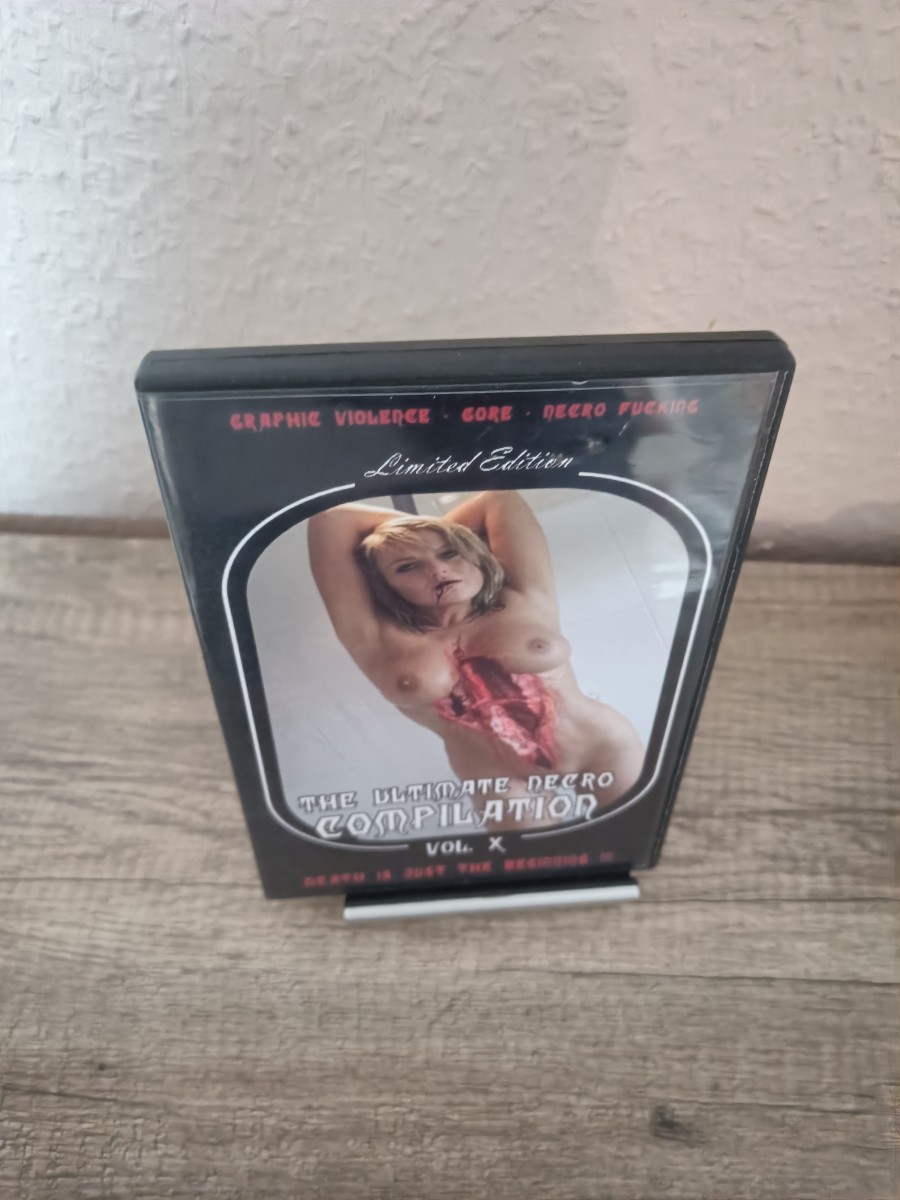 GRAPHIC VIOLENCE · GORE · NECRO FUCKING
Limited Edition
THE ULTIMATE NECRO
COMPILATION
VOL. X
DEATH IS JUST THE BEGINNING !!!